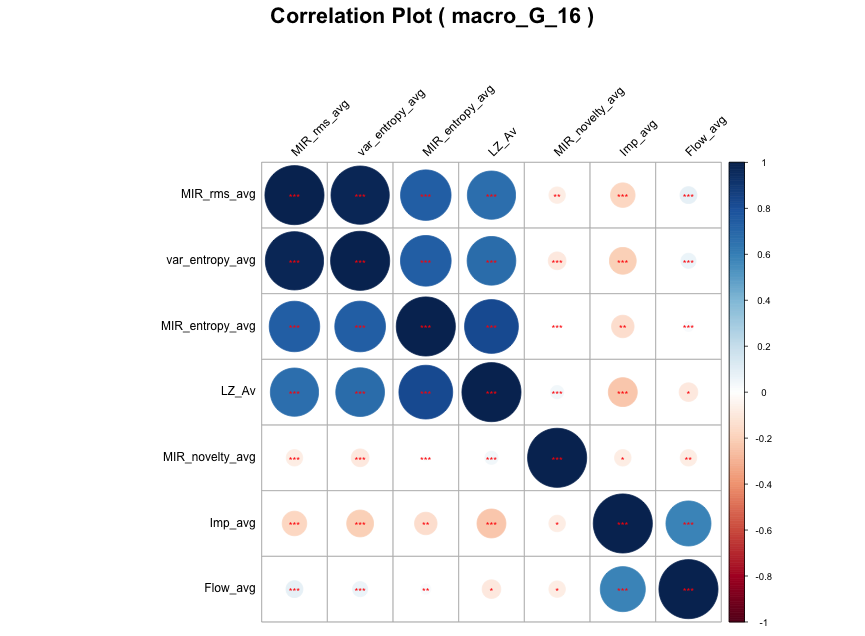 Correlation Plot ( macro_G_16 )
MIR_rms_avg var_entropy_avg MIR_entropy_avg LZ_Av MIR_novelty_avg Imp_avg Flow_avg
MIR_rms_avg *** *** *** *** ** *** *** 1
var_entropy_avg *** *** *** *** *** *** *** 0.8
MIR_entropy_avg *** *** *** *** *** ** *** 0.6
0.4
LZ_Av *** *** *** *** *** *** * 0.2
0
MIR_novelty_avg *** *** *** *** *** * ** -0.2
-0.4
Imp_avg *** *** ** *** * *** *** -0.6
Flow_avg *** *** ** * * *** *** -0.8
-1